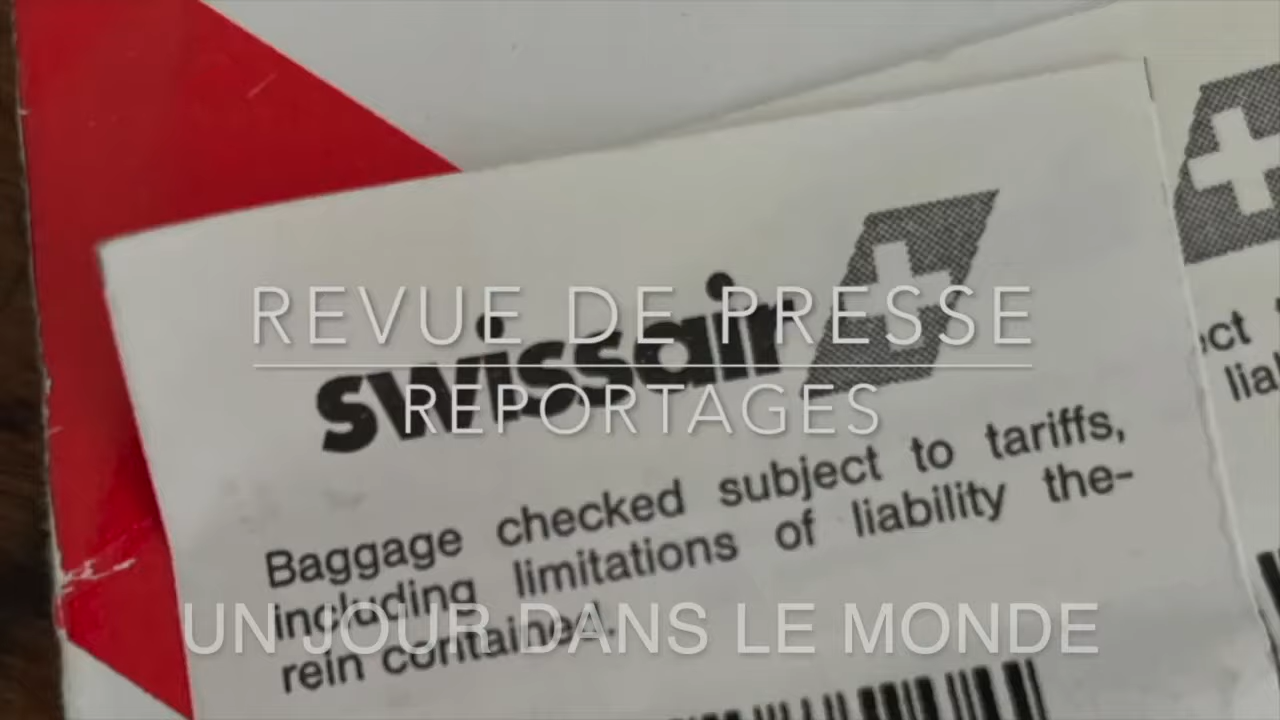 REVUE DE PRESSE
swissair
REPORTAGES
Baggage checked subject to tariffs,
including limitations of liability the-
rein contained.
UN JOUR DANS LE MONDE
ct
lia